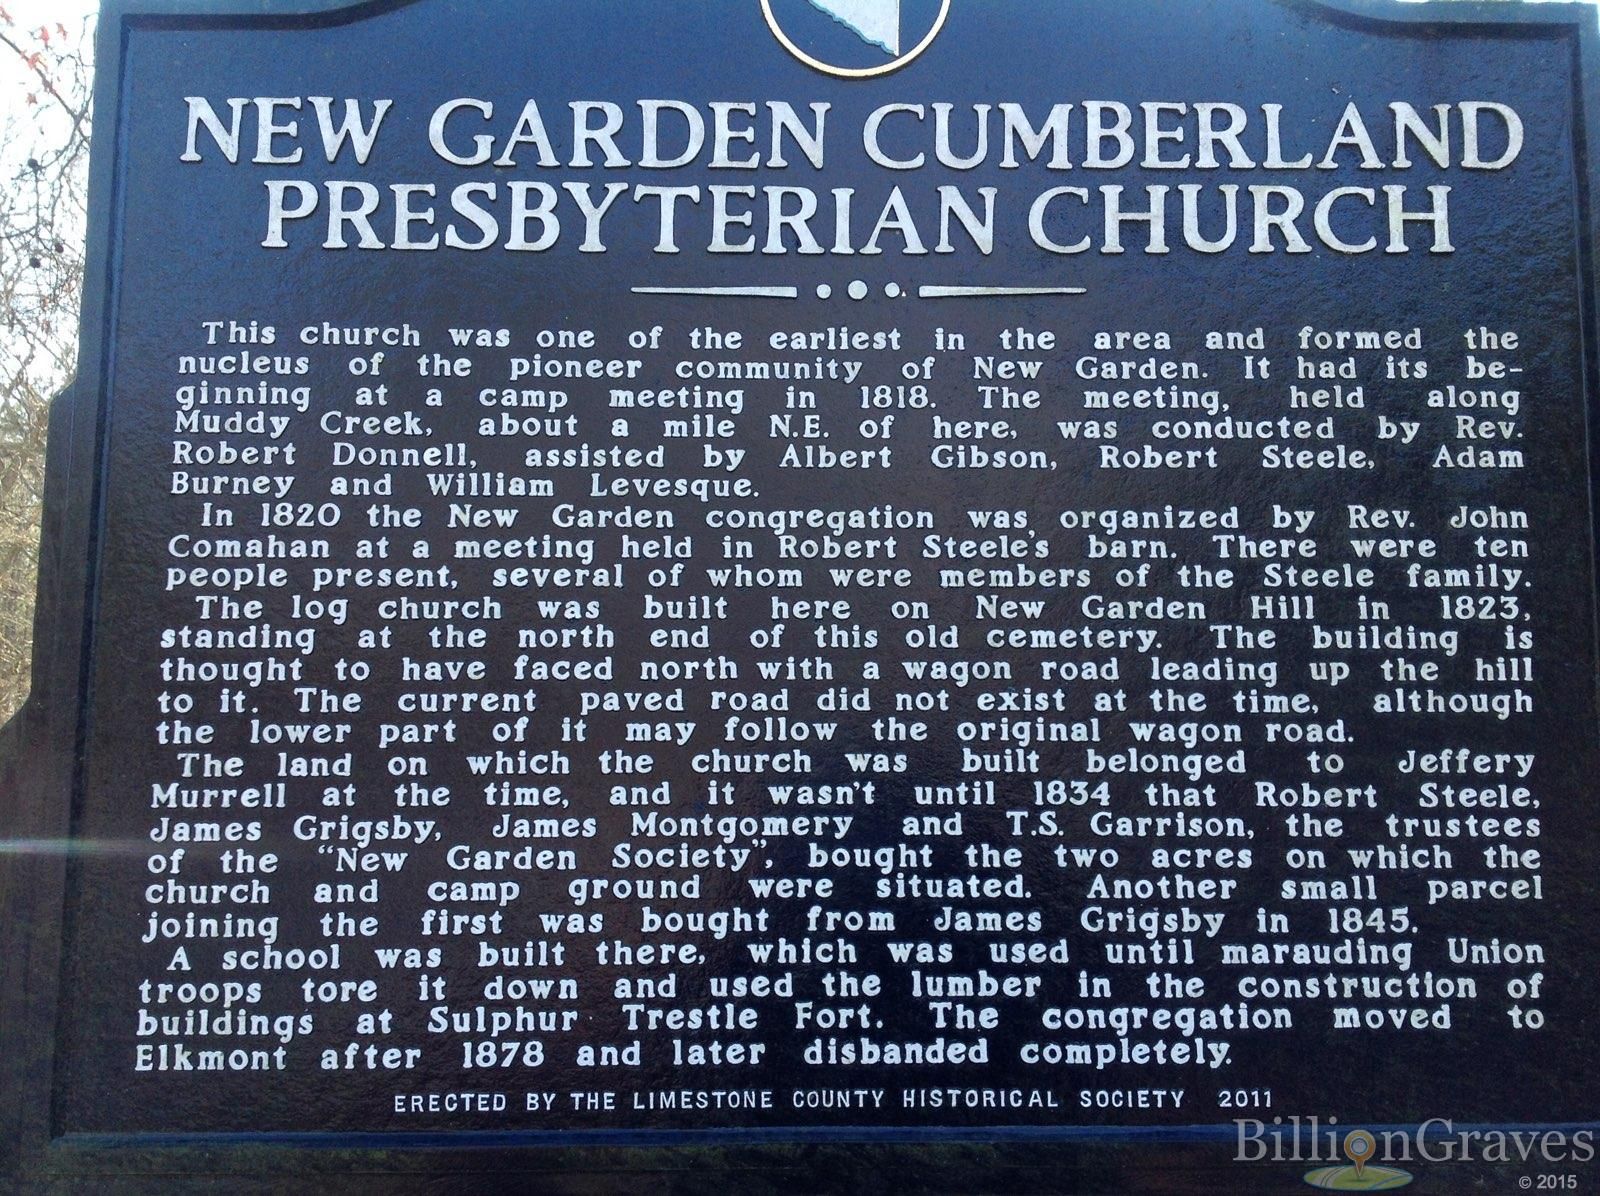 NEW GARDEN CUMBERLAND
PRESBYTERIAN CHURCH
This church was one of the earliest in the area and formed the
nucleus of the pioneer community of New Garden. It had its be-
ginning at a camp meeting in 1818. The meeting, held along
Muddy Creek, about a mile N.E. of here, was conducted by Rev.
Robert Donnell, assisted by Albert Gibson, Robert Steele, Adam
Burney and William Levesque.
In 1820 the New Garden congregation was organized by Rev. John
Comahan at a meeting held in Robert Steele's barn. There were ten
people present, several of whom were members of the Steele family.
The log church was built here on New Garden Hill in 1823,
standing at the north end of this old cemetery. The building is
thought to have faced north with a wagon road leading up the hill
to it. The current paved road did not exist at the time, although
the lower part of it may follow the original wagon road.
The land on which the church was built belonged to Jeffery
Murrell at the time, and it wasn't until 1834 that Robert Steele,
James Grigsby, James Montgomery and T.S. Garrison, the trustees
of the "New Garden Society", bought the two acres on which the
church and camp ground were situated. Another small parcel
joining the first was bought from James Grigsby in 1845.
A school was built there, which was used until marauding Union
troops tore it down and used the lumber in the construction of
buildings at Sulphur Trestle Fort. The congregation moved to
Elkmont after 1878 and later disbanded completely.
ERECTED BY THE LIMESTONE COUNTY HISTORICAL SOCIETY 2011
BillionGraves
© 2015